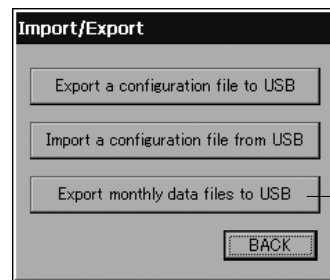 Import/Export
Export a configuration file to USB
Import a configuration file from USB
Export monthly data files to USB
BACK